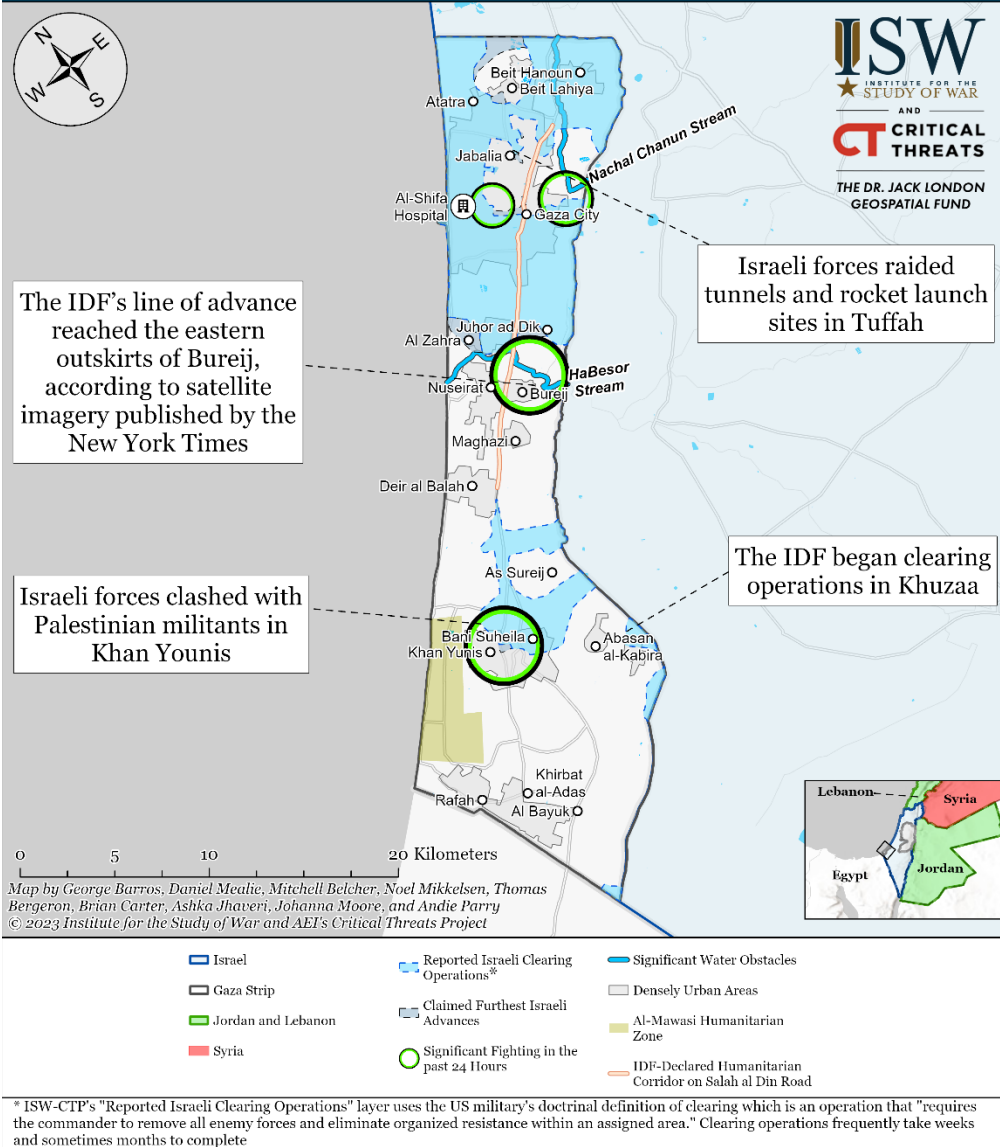 N
E
W
S
ISW
INSTITUTE FOR THE
STUDY OF WAR
AND
CT CRITICAL
THREATS
THE DR. JACK LONDON
GEOSPATIAL FUND
Beit Hanoun
Beit Lahiya
Atatra
Nachal Chanun Stream
Jabalia
Al-Shifa
Hospital
Gaza City
Israeli forces raided
tunnels and rocket launch
sites in Tuffah
The IDF's line of advance
reached the eastern
outskirts of Bureij,
according to satellite
imagery published by the
New York Times
Juhor ad Dik
Al Zahra
HaBesor
Stream
Nuseirat
Bureij
Maghazi
Deir al Balah
The IDF began clearing
operations in Khuzaa
As Sureij
Israeli forces clashed with
Palestinian militants in
Khan Younis
Bani Suheila
Khan Yunis
Abasan
al-Kabira
Khirbat
al-Adas
Rafah
Al Bayuk
Lebanon
Syria
Jordan
Egypt
0 5 10 20 Kilometers
Map by George Barros, Daniel Mealie, Mitchell Belcher, Noel Mikkelsen, Thomas
Bergeron, Brian Carter, Ashka Jhaveri, Johanna Moore, and Andie Parry
© 2023 Institute for the Study of War and AEI's Critical Threats Project
Israel
Gaza Strip
Jordan and Lebanon
Syria
Reported Israeli Clearing
Operations*
Claimed Furthest Israeli
Advances
Significant Fighting in the
past 24 Hours
Significant Water Obstacles
Densely Urban Areas
Al-Mawasi Humanitarian
Zone
IDF-Declared Humanitarian
Corridor on Salah al Din Road
* ISW-CTP's "Reported Israeli Clearing Operations" layer uses the US military's doctrinal definition of clearing which is an operation that "requires
the commander to remove all enemy forces and eliminate organized resistance within an assigned area." Clearing operations frequently take weeks
and sometimes months to complete